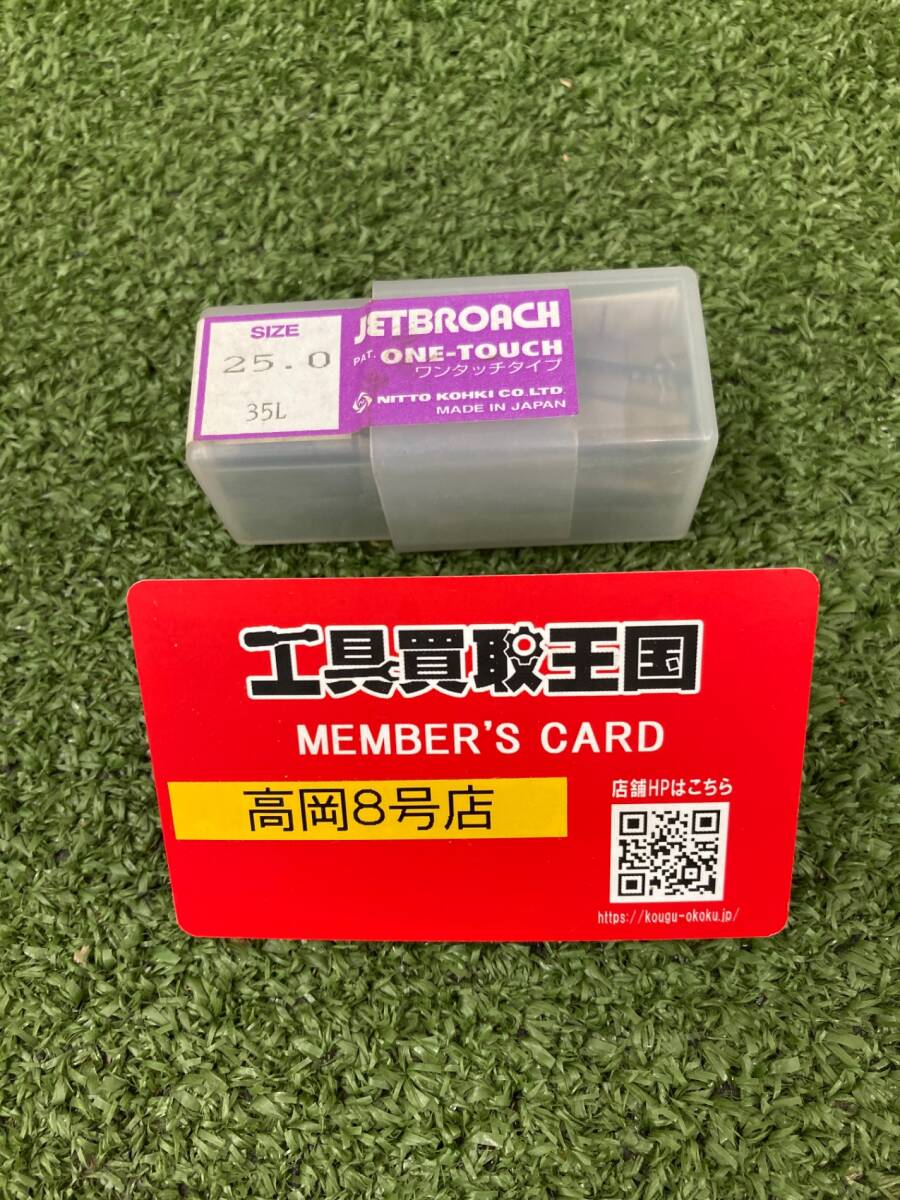 SIZE
25.0
35L
JETBROACH
PAT. ONE-TOUCH
ワンタッチタイプ
NITTO KOHKI CO.,LTD.
MADE IN JAPAN
工具買取王国
MEMBER'S CARD
高岡8号店
店舗HPはこちら
https://kougu-okoku.jp/